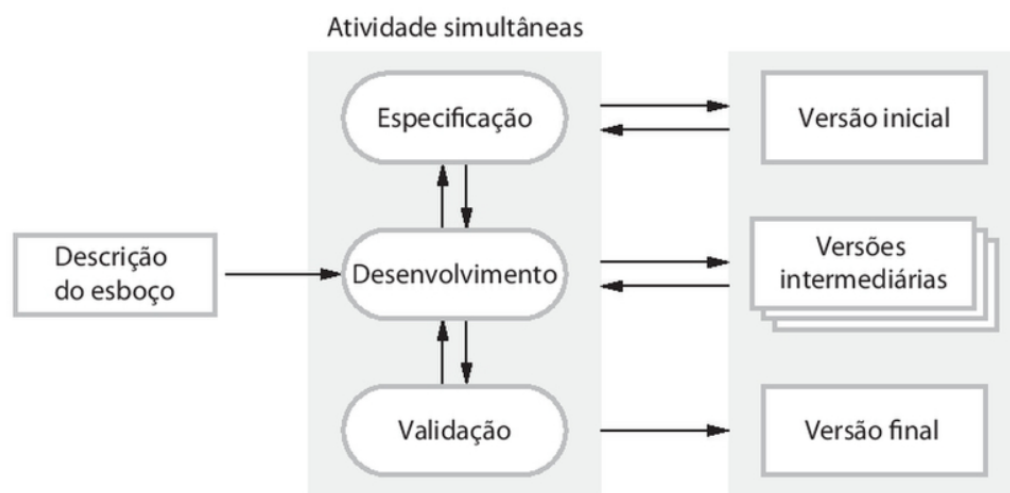 Atividade simultâneas
Especificação
Versão inicial
Descrição
do esboço
Desenvolvimento
Versões
intermediárias
Validação
Versão final